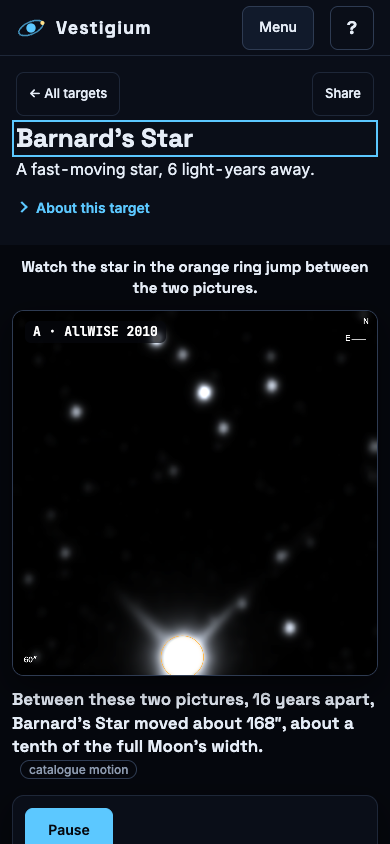 Vestigium
Menu
?
← All targets
Share
Barnard's Star
A fast-moving star, 6 light-years away.
About this target
Watch the star in the orange ring jump between
the two pictures.
A · AllWISE 2010
N
E
60″
Between these two pictures, 16 years apart,
Barnard's Star moved about 168″, about a
tenth of the full Moon's width.
catalogue motion
Pause